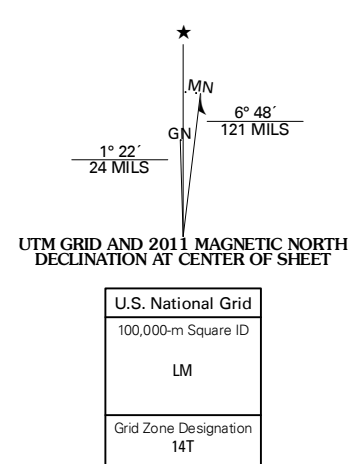 MN
6° 48´
121 MILS
GN
1° 22´
24 MILS
UTM GRID AND 2011 MAGNETIC NORTH
DECLINATION AT CENTER OF SHEET
U.S. National Grid
100,000-m Square ID
LM
Grid Zone Designation
14T